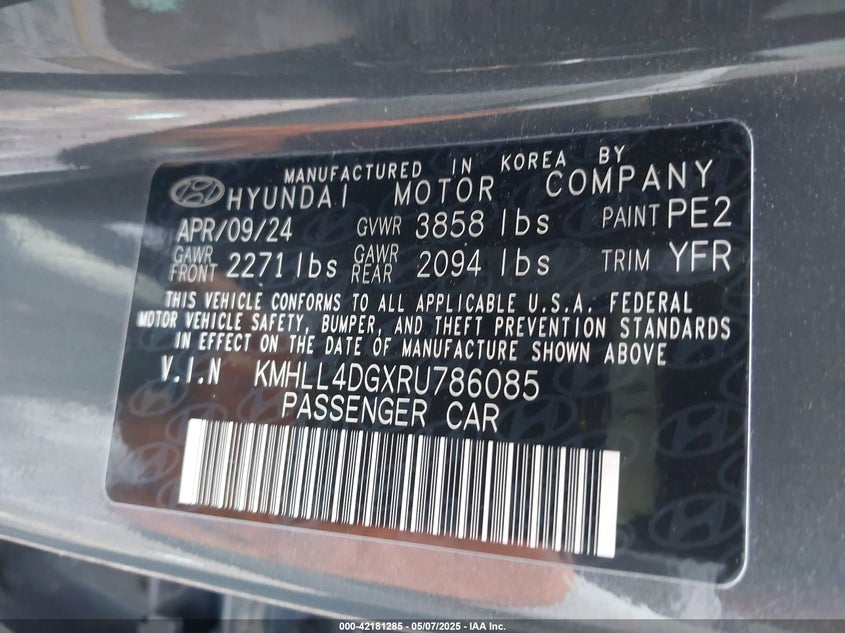 MANUFACTURED IN KOREA BY
HYUNDAI MOTOR COMPANY
APR/09/24 GVWR 3858 lbs PAINT PE2
GAWR FRONT 2271 lbs GAWR REAR 2094 lbs TRIM YFR
THIS VEHICLE CONFORMS TO ALL APPLICABLE U.S.A. FEDERAL
MOTOR VEHICLE SAFETY, BUMPER, AND THEFT PREVENTION STANDARDS
IN EFFECT ON THE DATE OF MANUFACTURE SHOWN ABOVE
V.I.N KMHLL4DGXRU786085
PASSENGER CAR
000-42181285 - 05/07/2025 - IAA Inc.